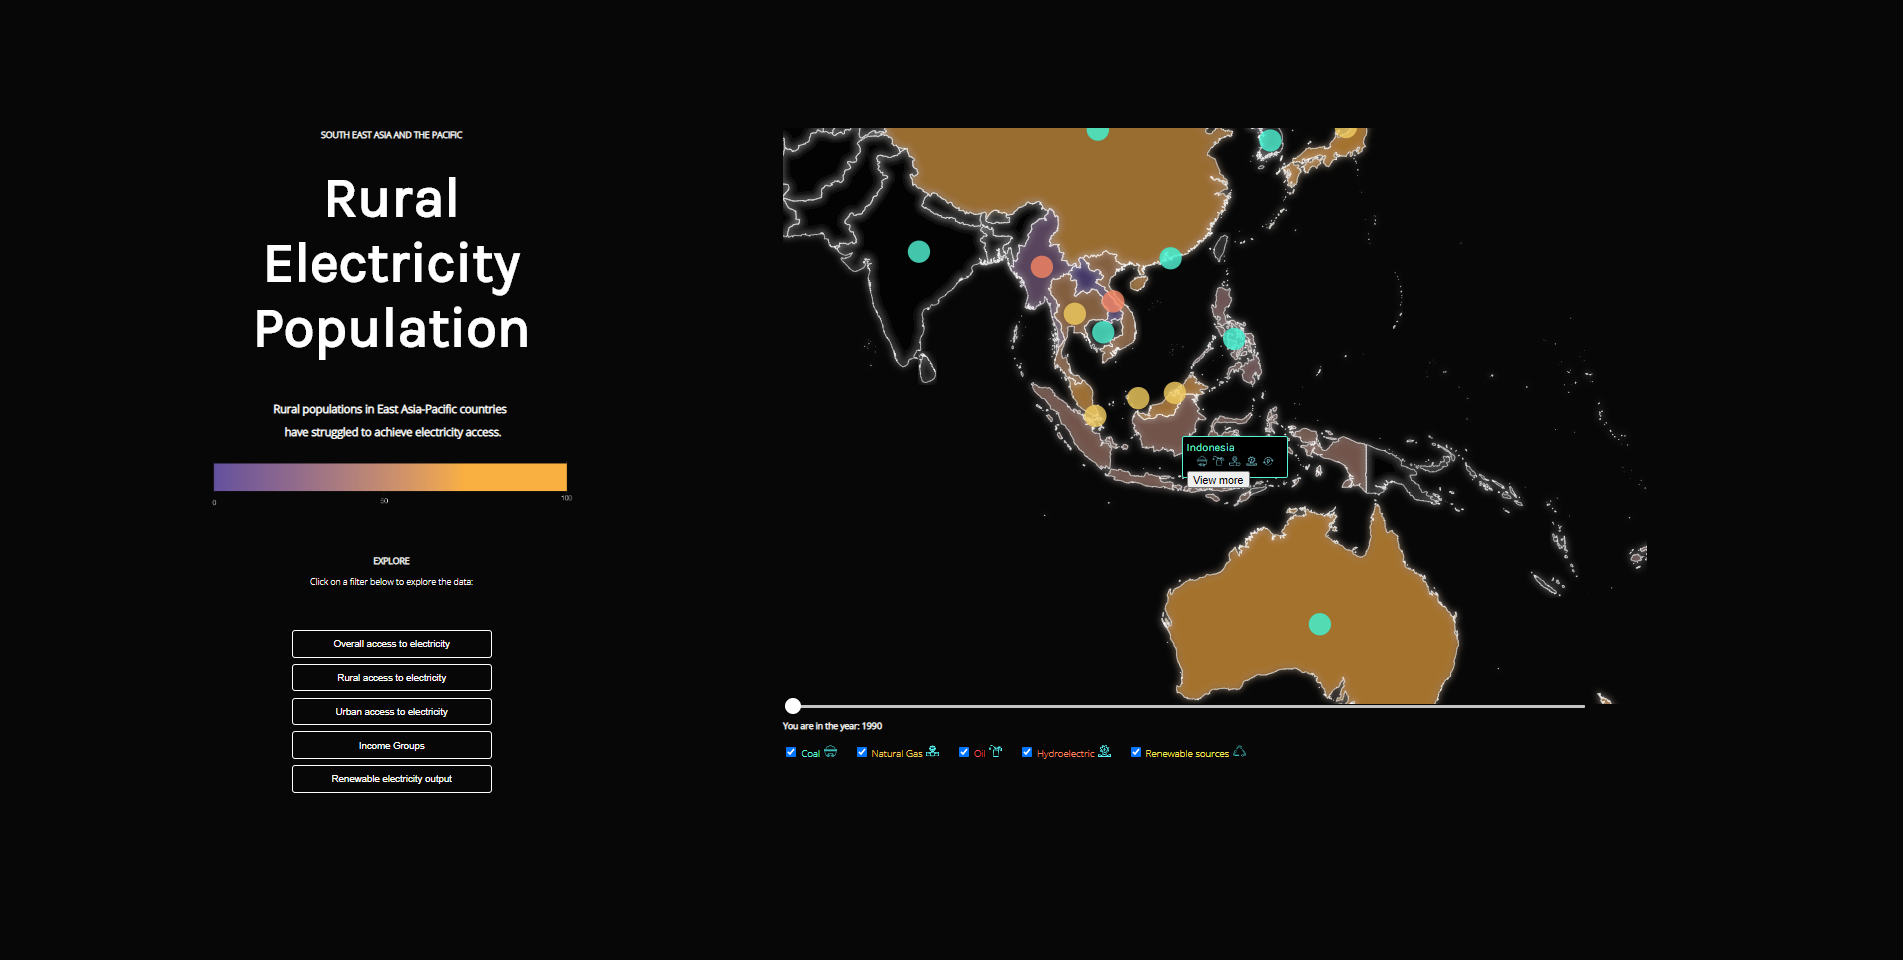 SOUTH EAST ASIA AND THE PACIFIC
Rural
Electricity
Population
Rural populations in East Asia-Pacific countries
have struggled to achieve electricity access.
0
50
100
EXPLORE
Click on a filter below to explore the data:
Overall access to electricity
Rural access to electricity
Urban access to electricity
Income Groups
Renewable electricity output
Indonesia
View more
You are in the year: 1990
Coal
Natural Gas
Oil
Hydroelectric
Renewable sources